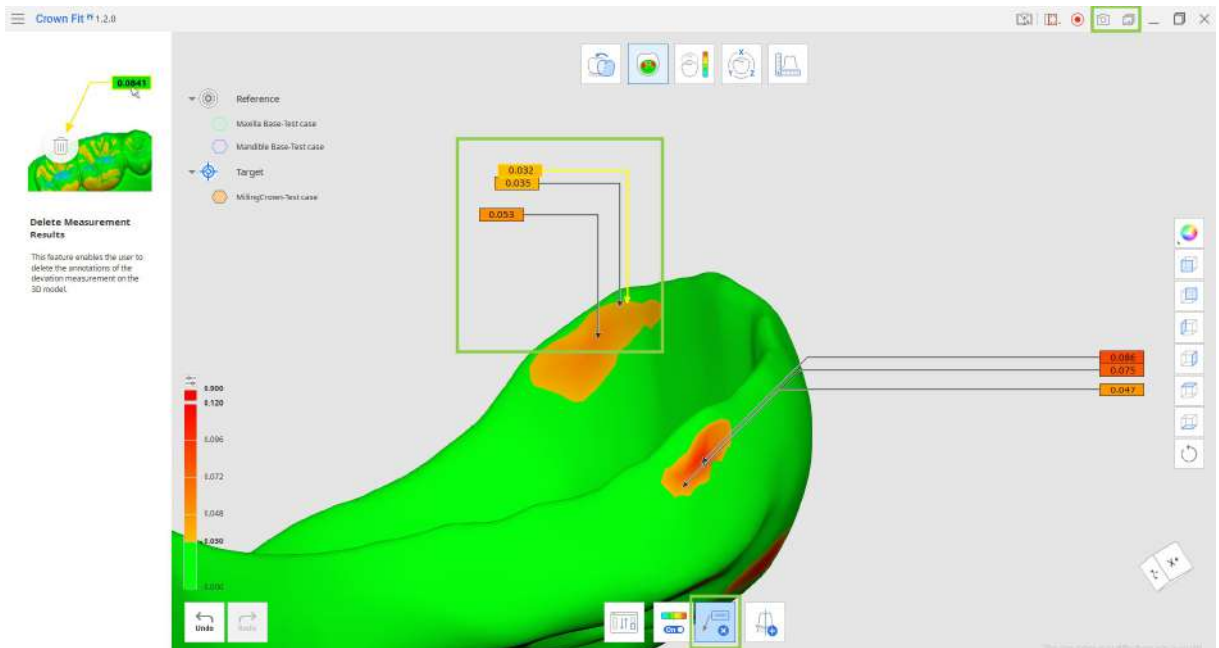 Crown Fit 1.2.0
0.0841
Delete Measurement
Results
This feature enables the user to
delete the annotations of the
deviation measurement on the
3D model.
Reference
Maxilla Base-Test case
Mandible Base-Test case
Target
MillingCrown-Test case
0.032
0.035
0.053
0.086
0.075
0.047
0.900
0.120
0.096
0.072
0.048
0.030
0.000
X
Y
Z
Undo
Redo
On
Z-
X+